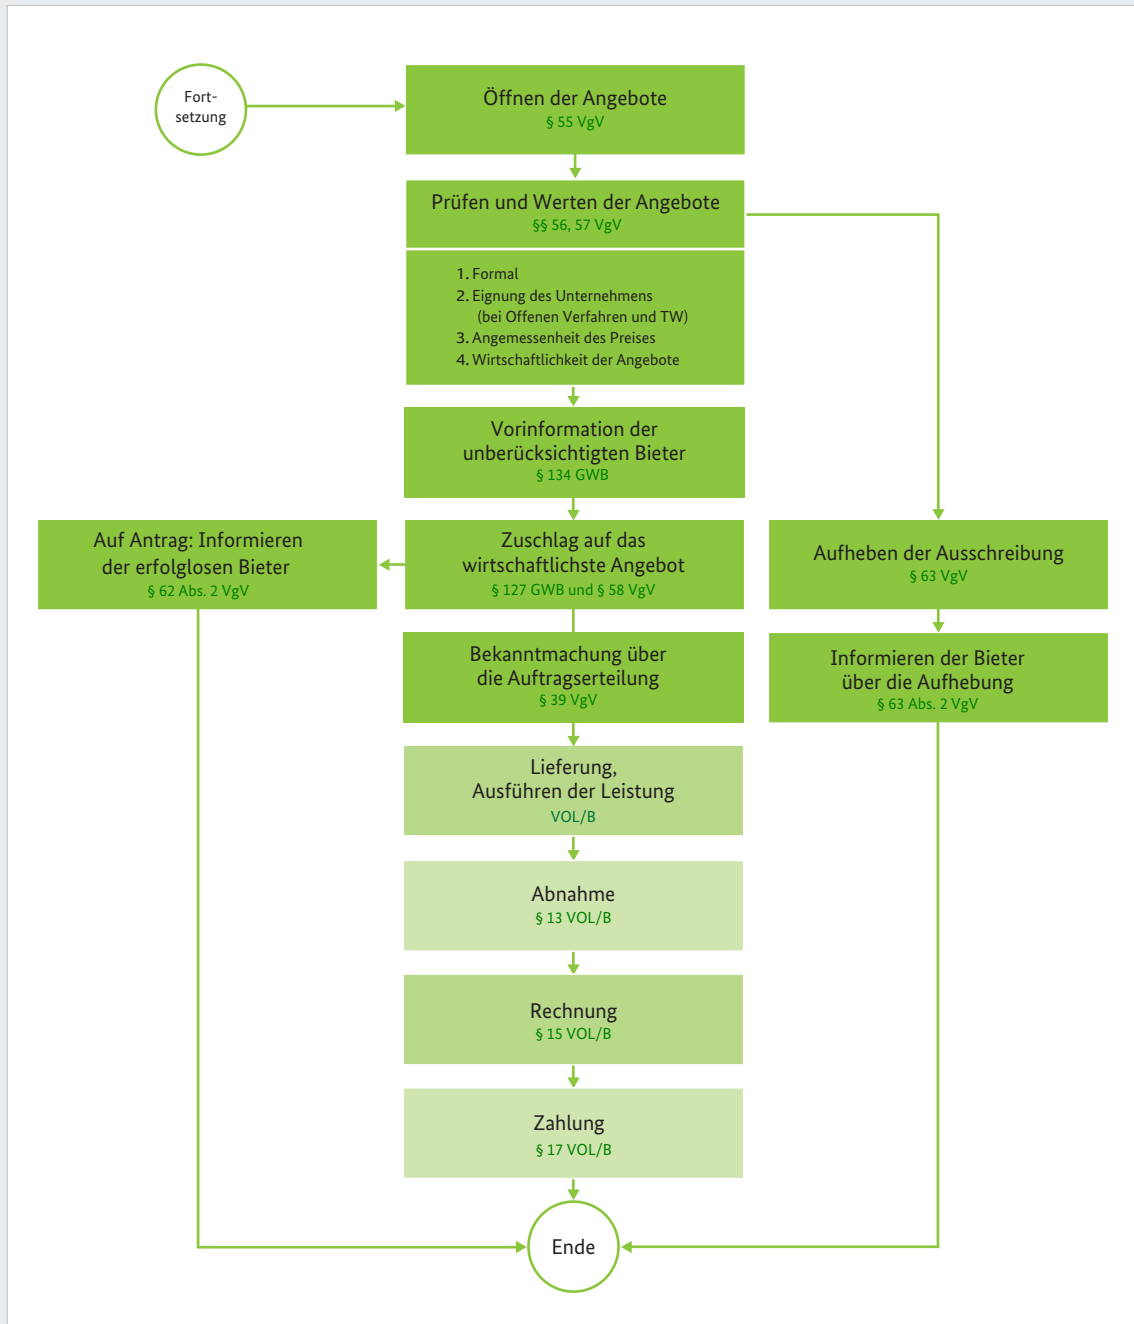 Fort-
setzung
Öffnen der Angebote
§ 55 VgV
Prüfen und Werten der Angebote
§§ 56, 57 VgV
1. Formal
2. Eignung des Unternehmens
(bei Offenen Verfahren und TW)
3. Angemessenheit des Preises
4. Wirtschaftlichkeit der Angebote
Vorinformation der
unberücksichtigten Bieter
§ 134 GWB
Auf Antrag: Informieren
der erfolglosen Bieter
§ 62 Abs. 2 VgV
Zuschlag auf das
wirtschaftlichste Angebot
§ 127 GWB und § 58 VgV
Aufheben der Ausschreibung
§ 63 VgV
Bekanntmachung über
die Auftragserteilung
§ 39 VgV
Informieren der Bieter
über die Aufhebung
§ 63 Abs. 2 VgV
Lieferung,
Ausführen der Leistung
VOL/B
Abnahme
§ 13 VOL/B
Rechnung
§ 15 VOL/B
Zahlung
§ 17 VOL/B
Ende